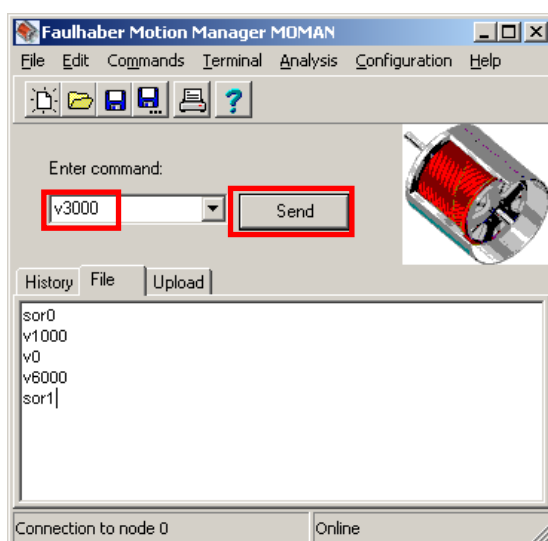 Faulhaber Motion Manager MOMAN
File Edit Commands Terminal Analysis Configuration Help
Enter command:
v3000 Send
History File Upload
sor0
v1000
v0
v6000
sor1
Connection to node 0 Online